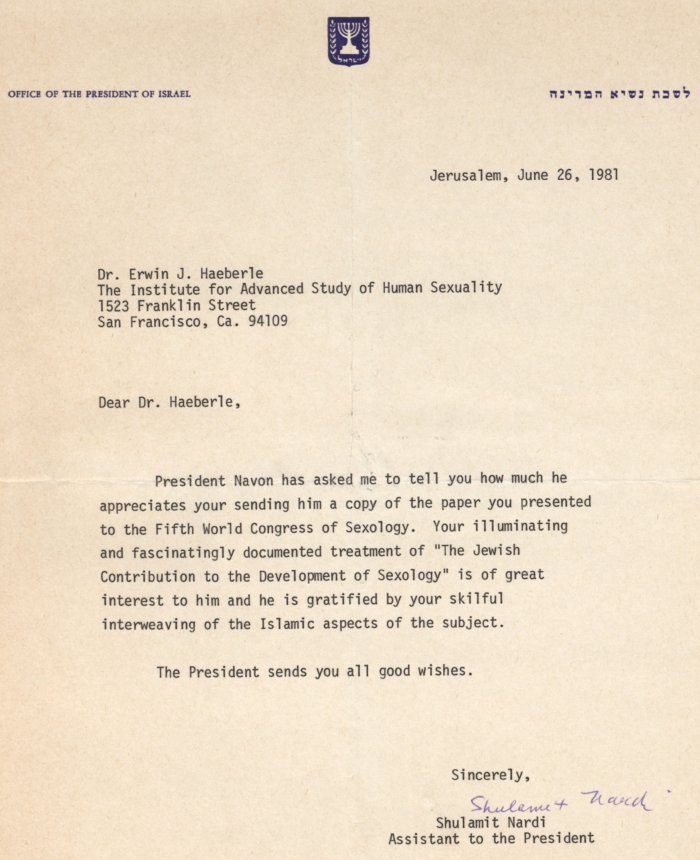 ישראל
OFFICE OF THE PRESIDENT OF ISRAEL
לשכת נשיא המדינה
Jerusalem, June 26, 1981
Dr. Erwin J. Haeberle
The Institute for Advanced Study of Human Sexuality
1523 Franklin Street
San Francisco, Ca. 94109
Dear Dr. Haeberle,
President Navon has asked me to tell you how much he
appreciates your sending him a copy of the paper you presented
to the Fifth World Congress of Sexology. Your illuminating
and fascinatingly documented treatment of "The Jewish
Contribution to the Development of Sexology" is of great
interest to him and he is gratified by your skilful
interweaving of the Islamic aspects of the subject.
The President sends you all good wishes.
Sincerely,
Shulamit Nardi
Shulamit Nardi
Assistant to the President